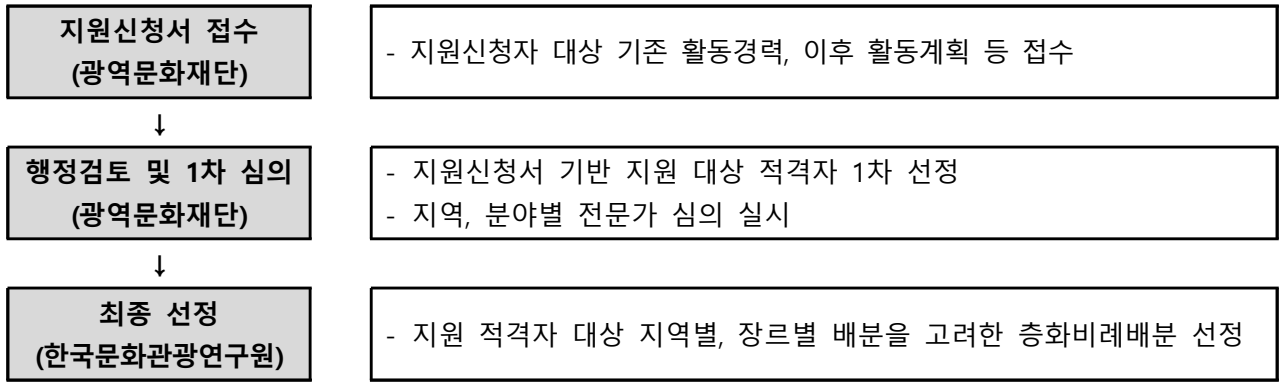 지원신청서 접수
(광역문화재단)
- 지원신청자 대상 기존 활동경력, 이후 활동계획 등 접수
↓
행정검토 및 1차 심의
(광역문화재단)
- 지원신청서 기반 지원 대상 적격자 1차 선정
- 지역, 분야별 전문가 심의 실시
↓
최종 선정
(한국문화관광연구원)
- 지원 적격자 대상 지역별, 장르별 배분을 고려한 층화비례배분 선정